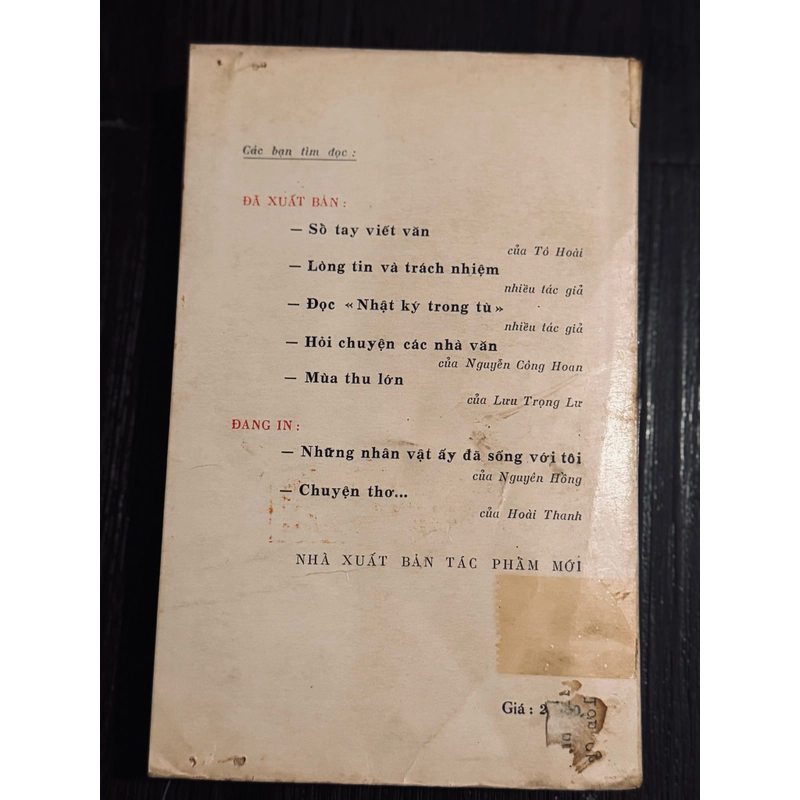 Các bạn tìm đọc :
ĐÃ XUẤT BẢN :
— Sổ tay viết văn
của Tô Hoài
— Lòng tin và trách nhiệm
nhiều tác giả
— Đọc «Nhật ký trong tù»
nhiều tác giả
— Hỏi chuyện các nhà văn
của Nguyễn Công Hoan
— Mùa thu lớn
của Lưu Trọng Lư
ĐANG IN :
— Những nhân vật ấy đã sống với tôi
của Nguyên Hồng
— Chuyện thơ...
của Hoài Thanh
NHÀ XUẤT BẢN TÁC PHẨM MỚI
Giá :